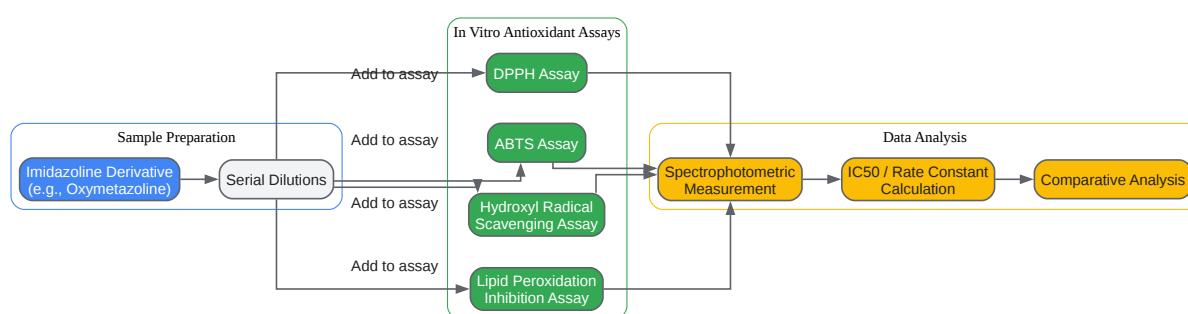 Sample Preparation
Imidazoline Derivative
(e.g., Oxymetazoline)
Serial Dilutions
Add to assay
Add to assay
Add to assay
Add to assay
In Vitro Antioxidant Assays
DPPH Assay
ABTS Assay
Hydroxyl Radical
Scavenging Assay
Lipid Peroxidation
Inhibition Assay
Data Analysis
Spectrophotometric
Measurement
IC50 / Rate Constant
Calculation
Comparative Analysis